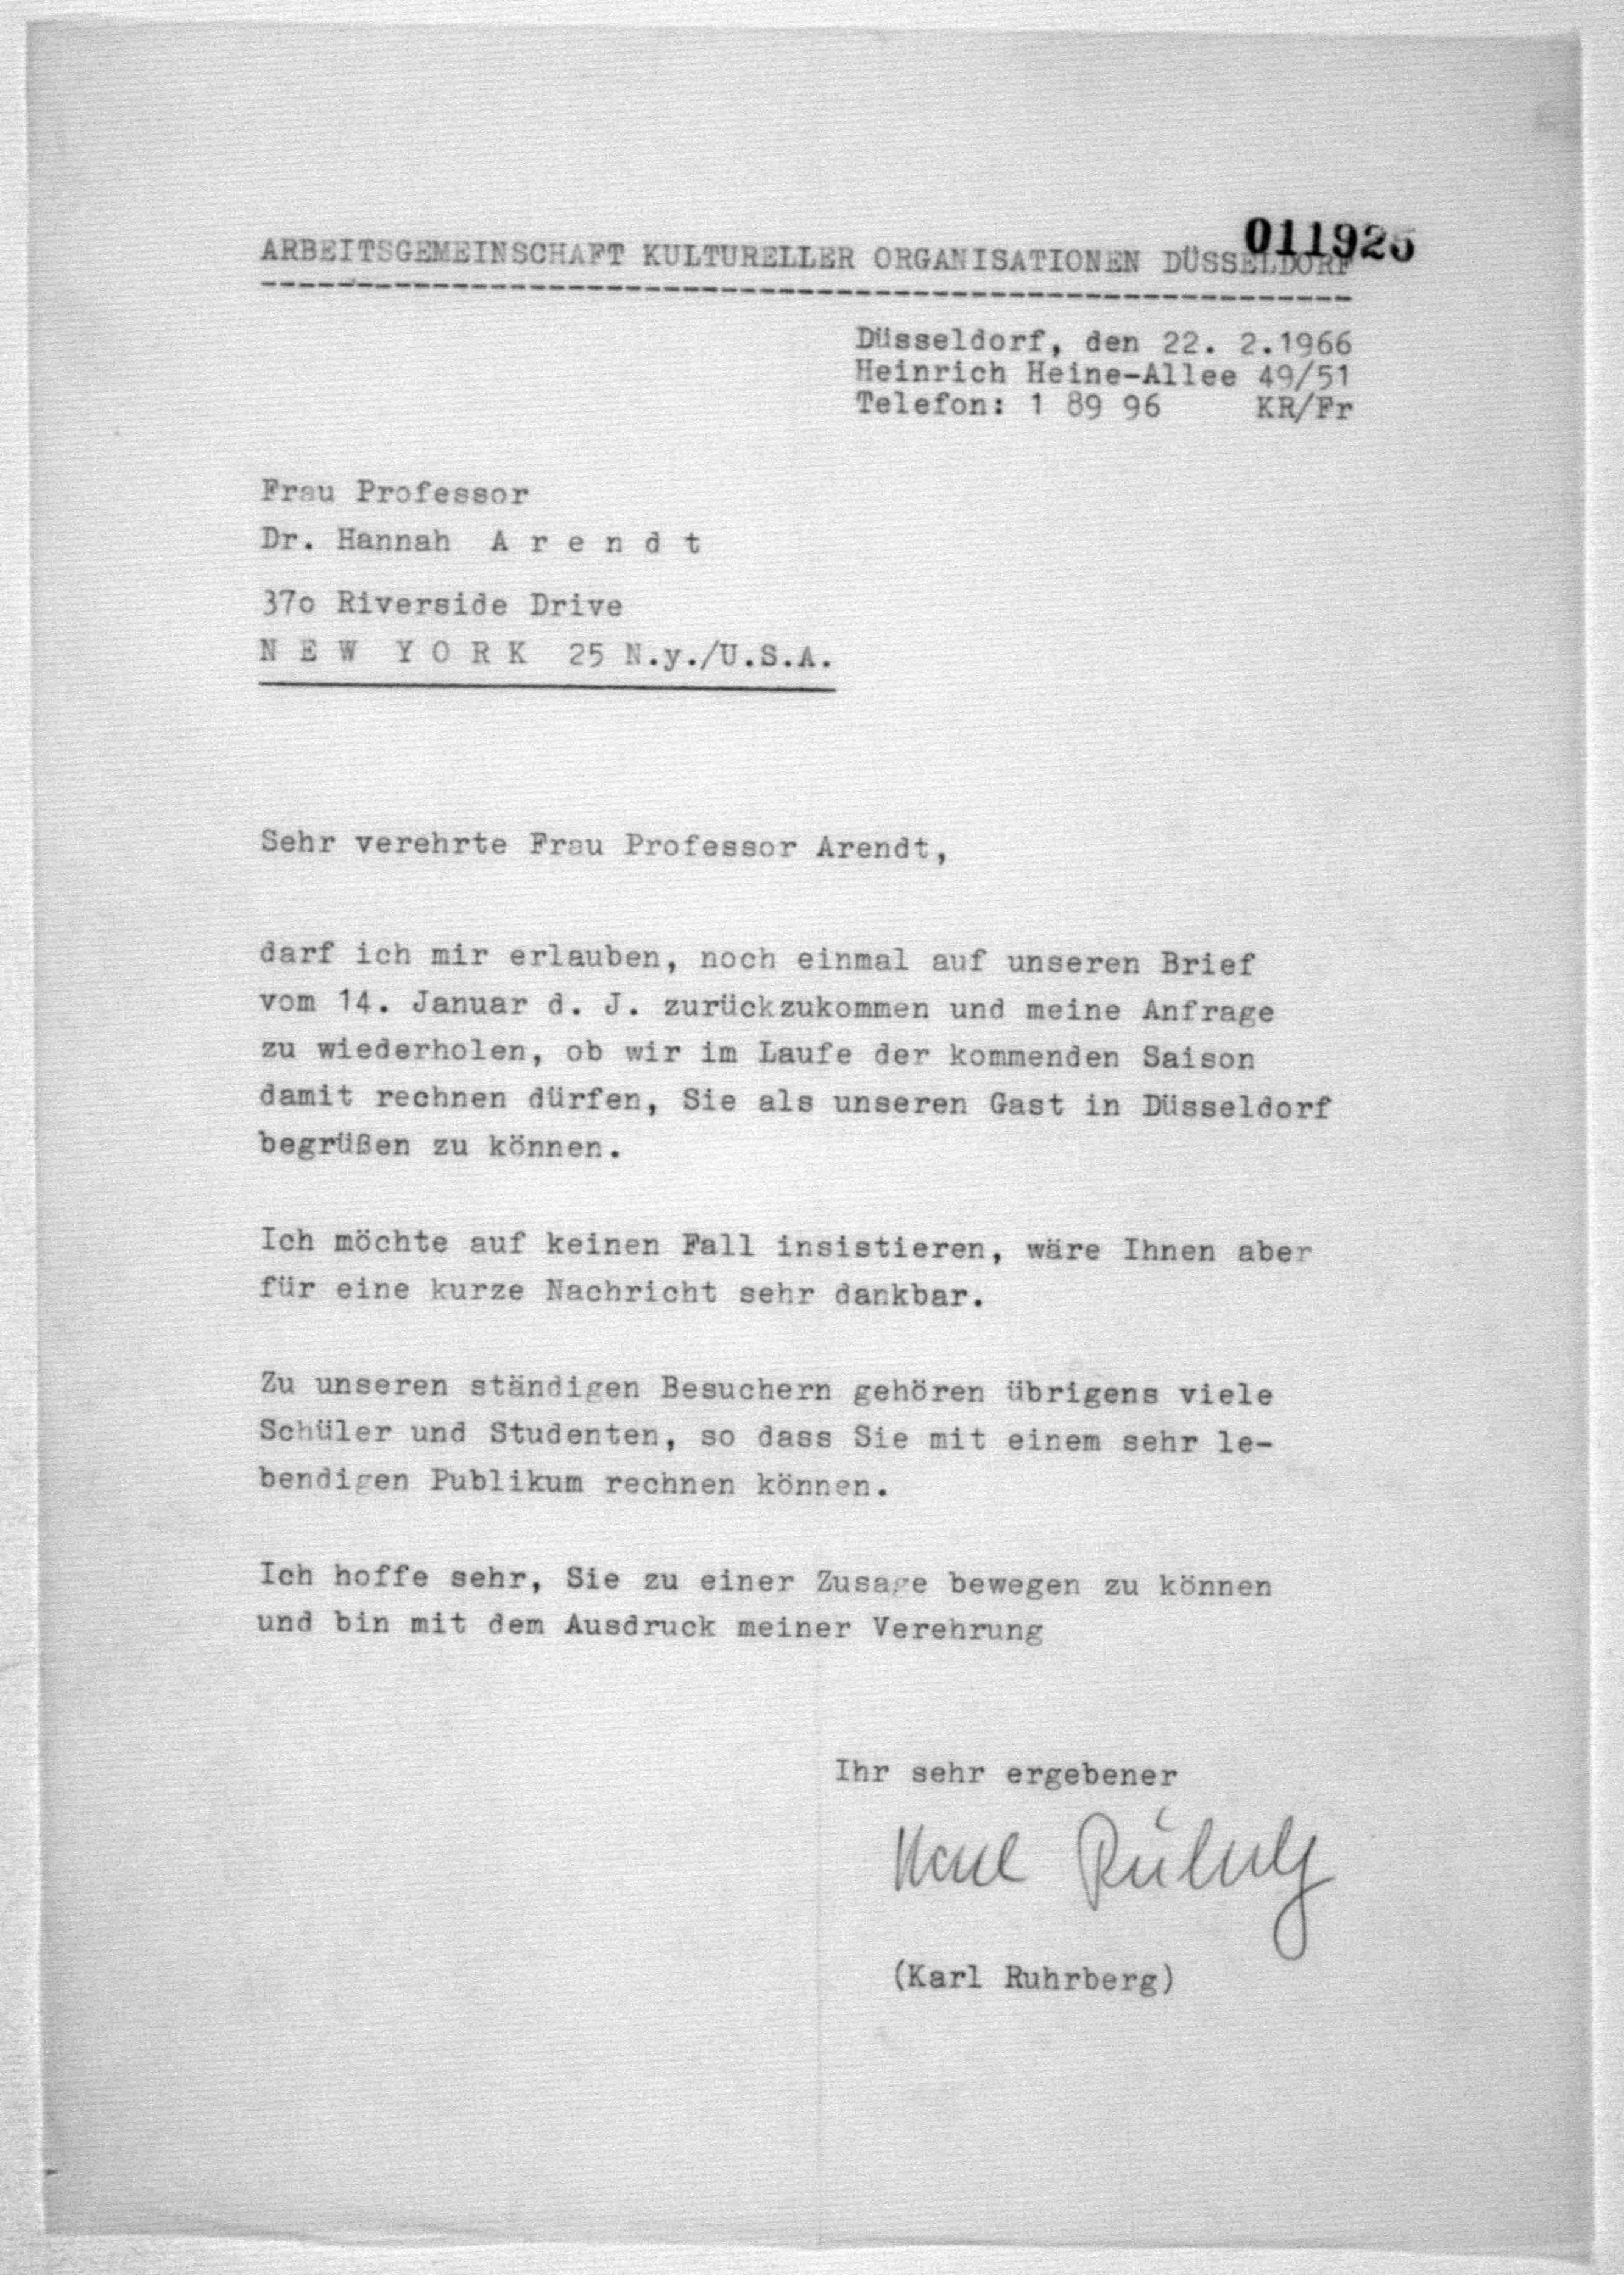 011925
ARBEITSGEMEINSCHAFT KULTURELLER ORGANISATIONEN DÜSSELDORF
Düsseldorf, den 22. 2.1966
Heinrich Heine-Allee 49/51
Telefon: 1 89 96 KR/Fr
Frau Professor
Dr. Hannah A r e n d t
37o Riverside Drive
N E W Y O R K 25 N.y./U.S.A.
Sehr verehrte Frau Professor Arendt,
darf ich mir erlauben, noch einmal auf unseren Brief
vom 14. Januar d. J. zurückzukommen und meine Anfrage
zu wiederholen, ob wir im Laufe der kommenden Saison
damit rechnen dürfen, Sie als unseren Gast in Düsseldorf
begrüßen zu können.
Ich möchte auf keinen Fall insistieren, wäre Ihnen aber
für eine kurze Nachricht sehr dankbar.
Zu unseren ständigen Besuchern gehören übrigens viele
Schüler und Studenten, so dass Sie mit einem sehr le-
bendigen Publikum rechnen können.
Ich hoffe sehr, Sie zu einer Zusage bewegen zu können
und bin mit dem Ausdruck meiner Verehrung
Ihr sehr ergebener
Karl Ruhrberg
(Karl Ruhrberg)